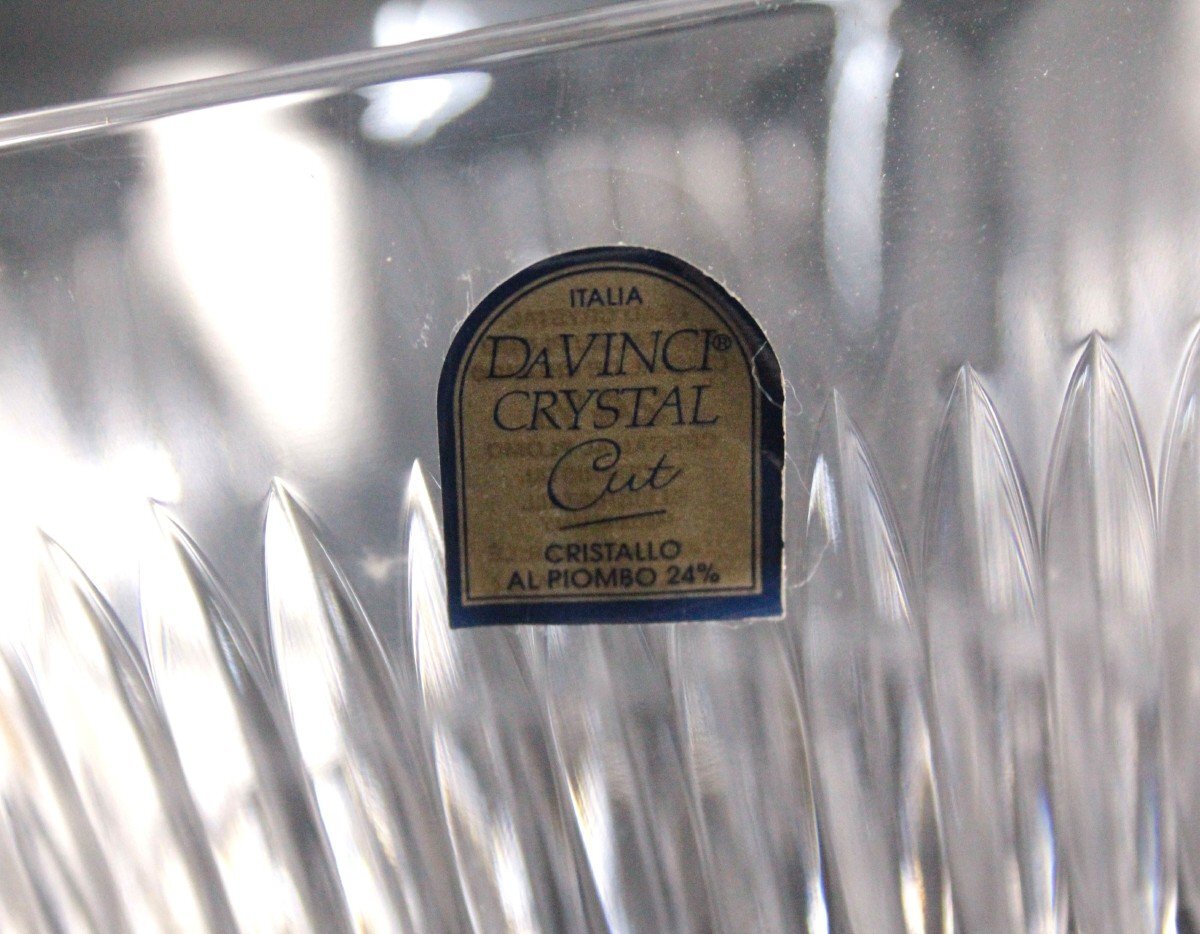 ITALIA
DAVINCI®
CRYSTAL
Cut
CRISTALLO
AL PIOMBO 24%